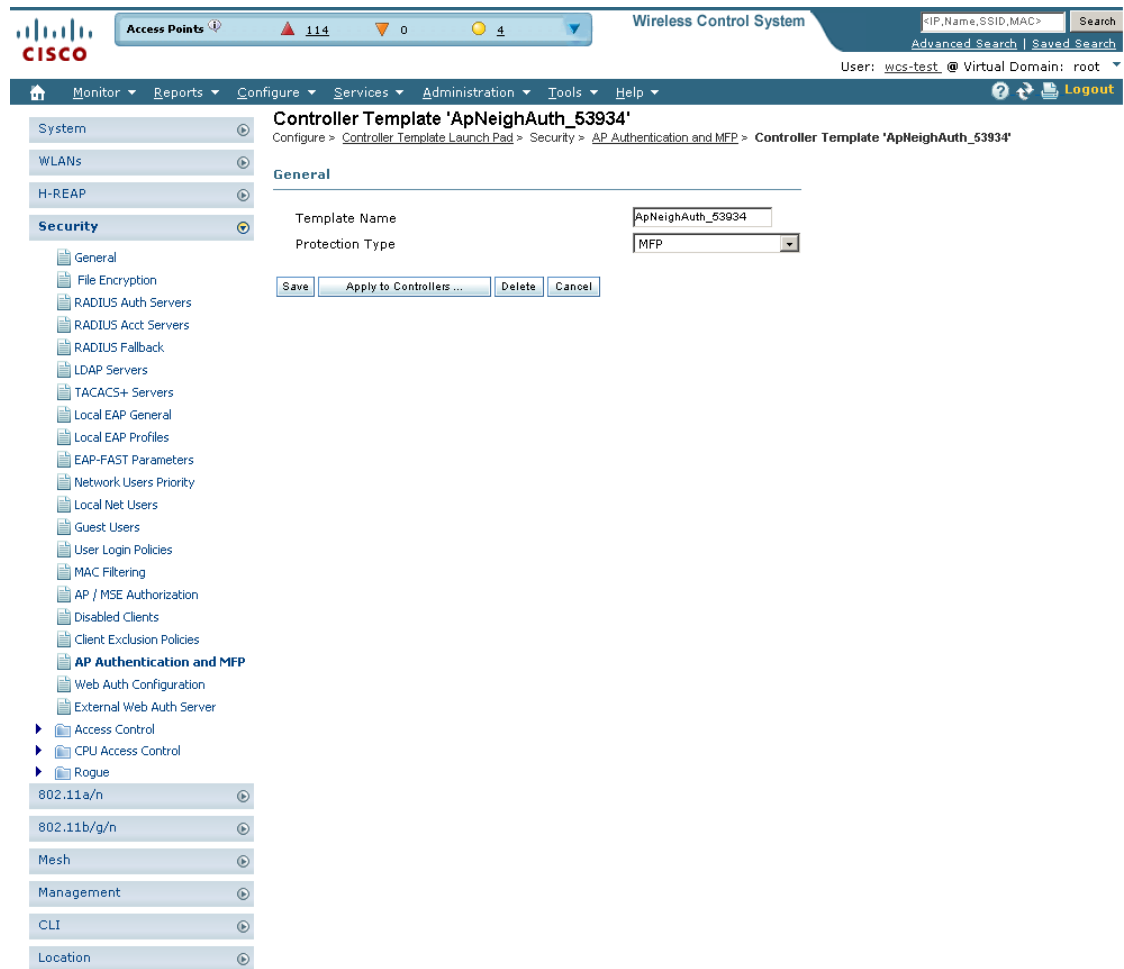 Access Points 114 0 4
Wireless Control System
<IP,Name,SSID,MAC> Search
Advanced Search | Saved Search
CISCO
User: wcs-test @ Virtual Domain: root
Monitor Reports Configure Services Administration Tools Help Logout
Controller Template 'ApNeighAuth_53934'
Configure > Controller Template Launch Pad > Security > AP Authentication and MFP > Controller Template 'ApNeighAuth_53934'
System
WLANs
H-REAP
Security
General
File Encryption
RADIUS Auth Servers
RADIUS Acct Servers
RADIUS Fallback
LDAP Servers
TACACS+ Servers
Local EAP General
Local EAP Profiles
EAP-FAST Parameters
Network Users Priority
Local Net Users
Guest Users
User Login Policies
MAC Filtering
AP / MSE Authorization
Disabled Clients
Client Exclusion Policies
AP Authentication and MFP
Web Auth Configuration
External Web Auth Server
Access Control
CPU Access Control
Rogue
802.11a/n
802.11b/g/n
Mesh
Management
CLI
Location
General
Template Name ApNeighAuth_53934
Protection Type MFP
Save Apply to Controllers ... Delete Cancel